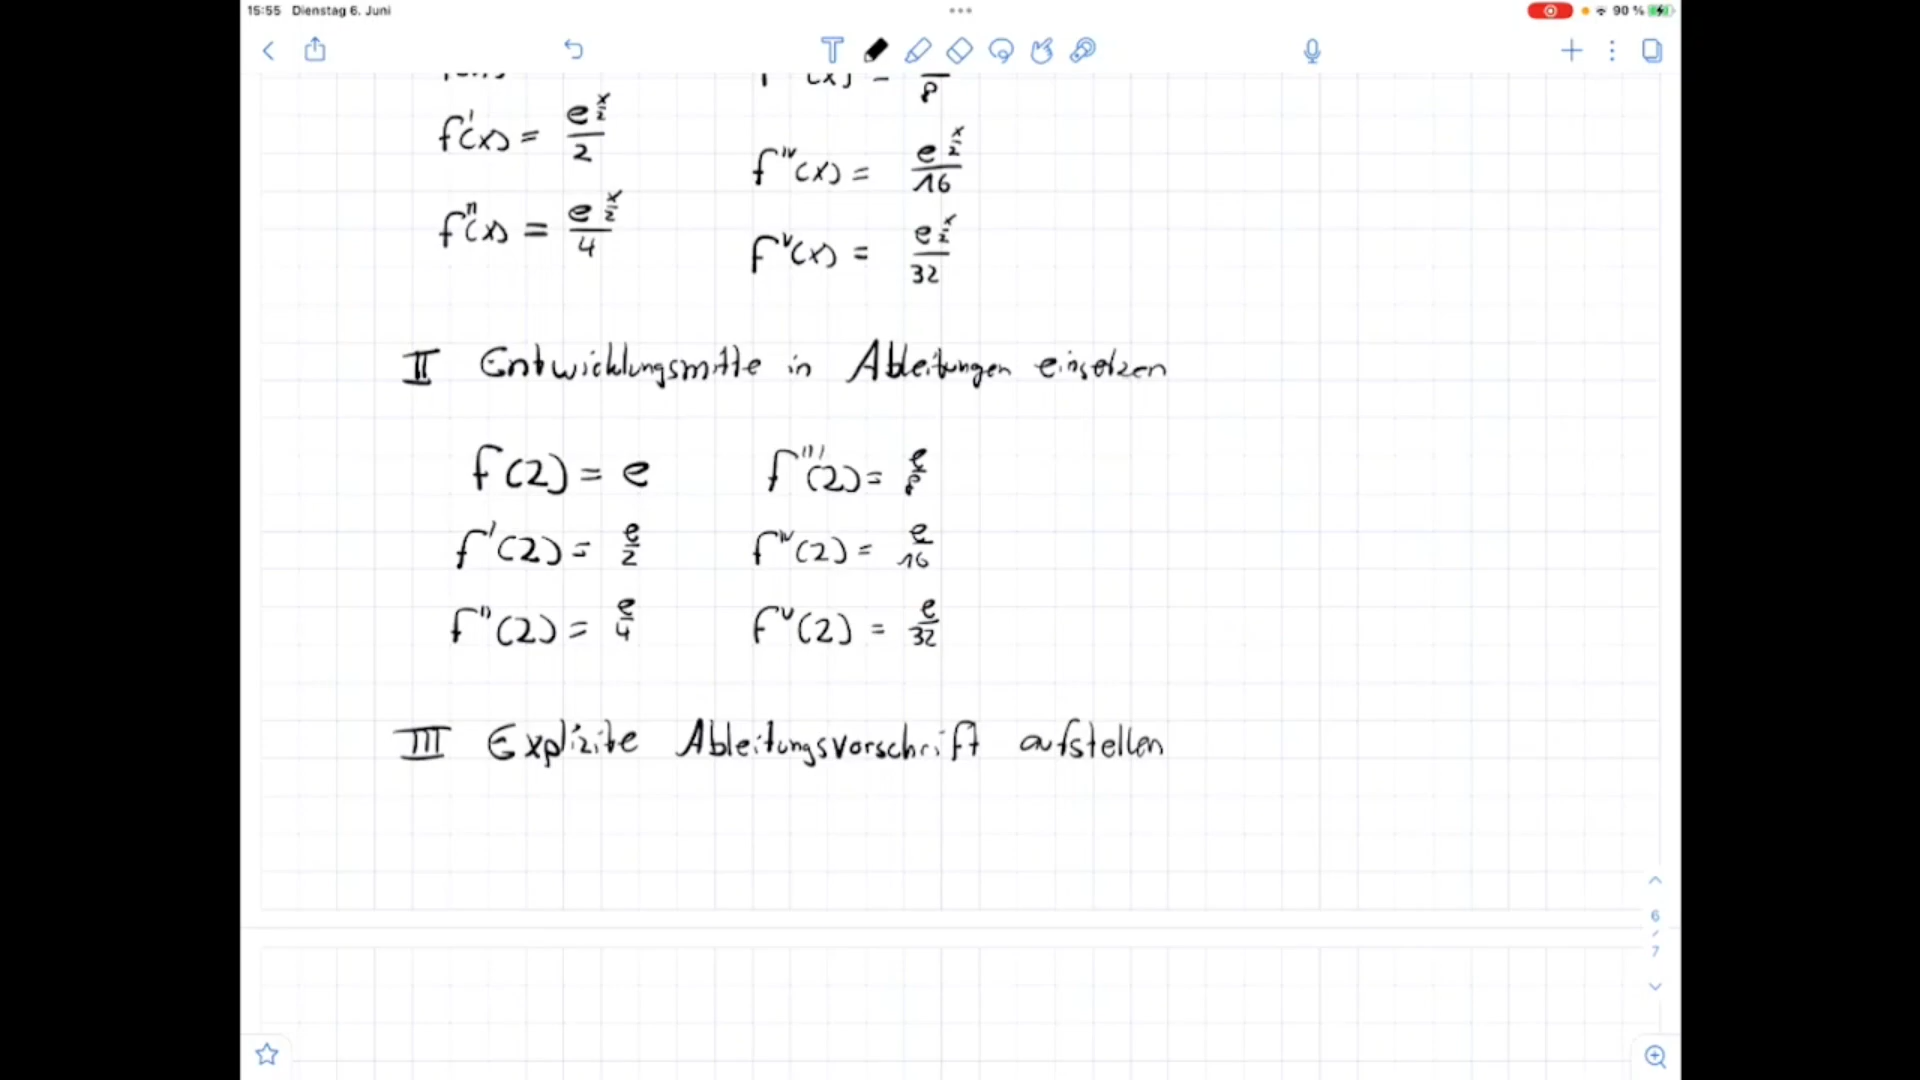 15:55 Dienstag 6. Juni 90 %
8
f'(x) = e^(x/2)/2
f''(x) = e^(x/2)/4
f^IV(x) = e^(x/2)/16
f^V(x) = e^(x/2)/32
II Entwicklungsmitte in Ableitungen einsetzen
f(2) = e f'''(2) = e/8
f'(2) = e/2 f^IV(2) = e/16
f''(2) = e/4 f^V(2) = e/32
III Explizite Ableitungsvorschrift aufstellen
6
/
7